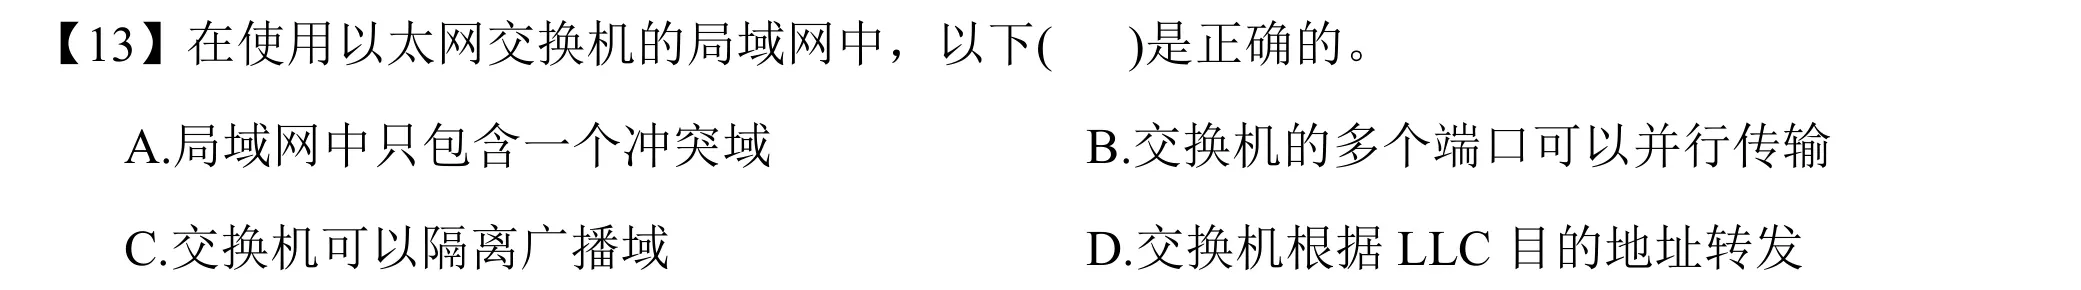 【13】在使用以太网交换机的局域网中，以下(  )是正确的。
A.局域网中只包含一个冲突域 B.交换机的多个端口可以并行传输
C.交换机可以隔离广播域 D.交换机根据 LLC 目的地址转发